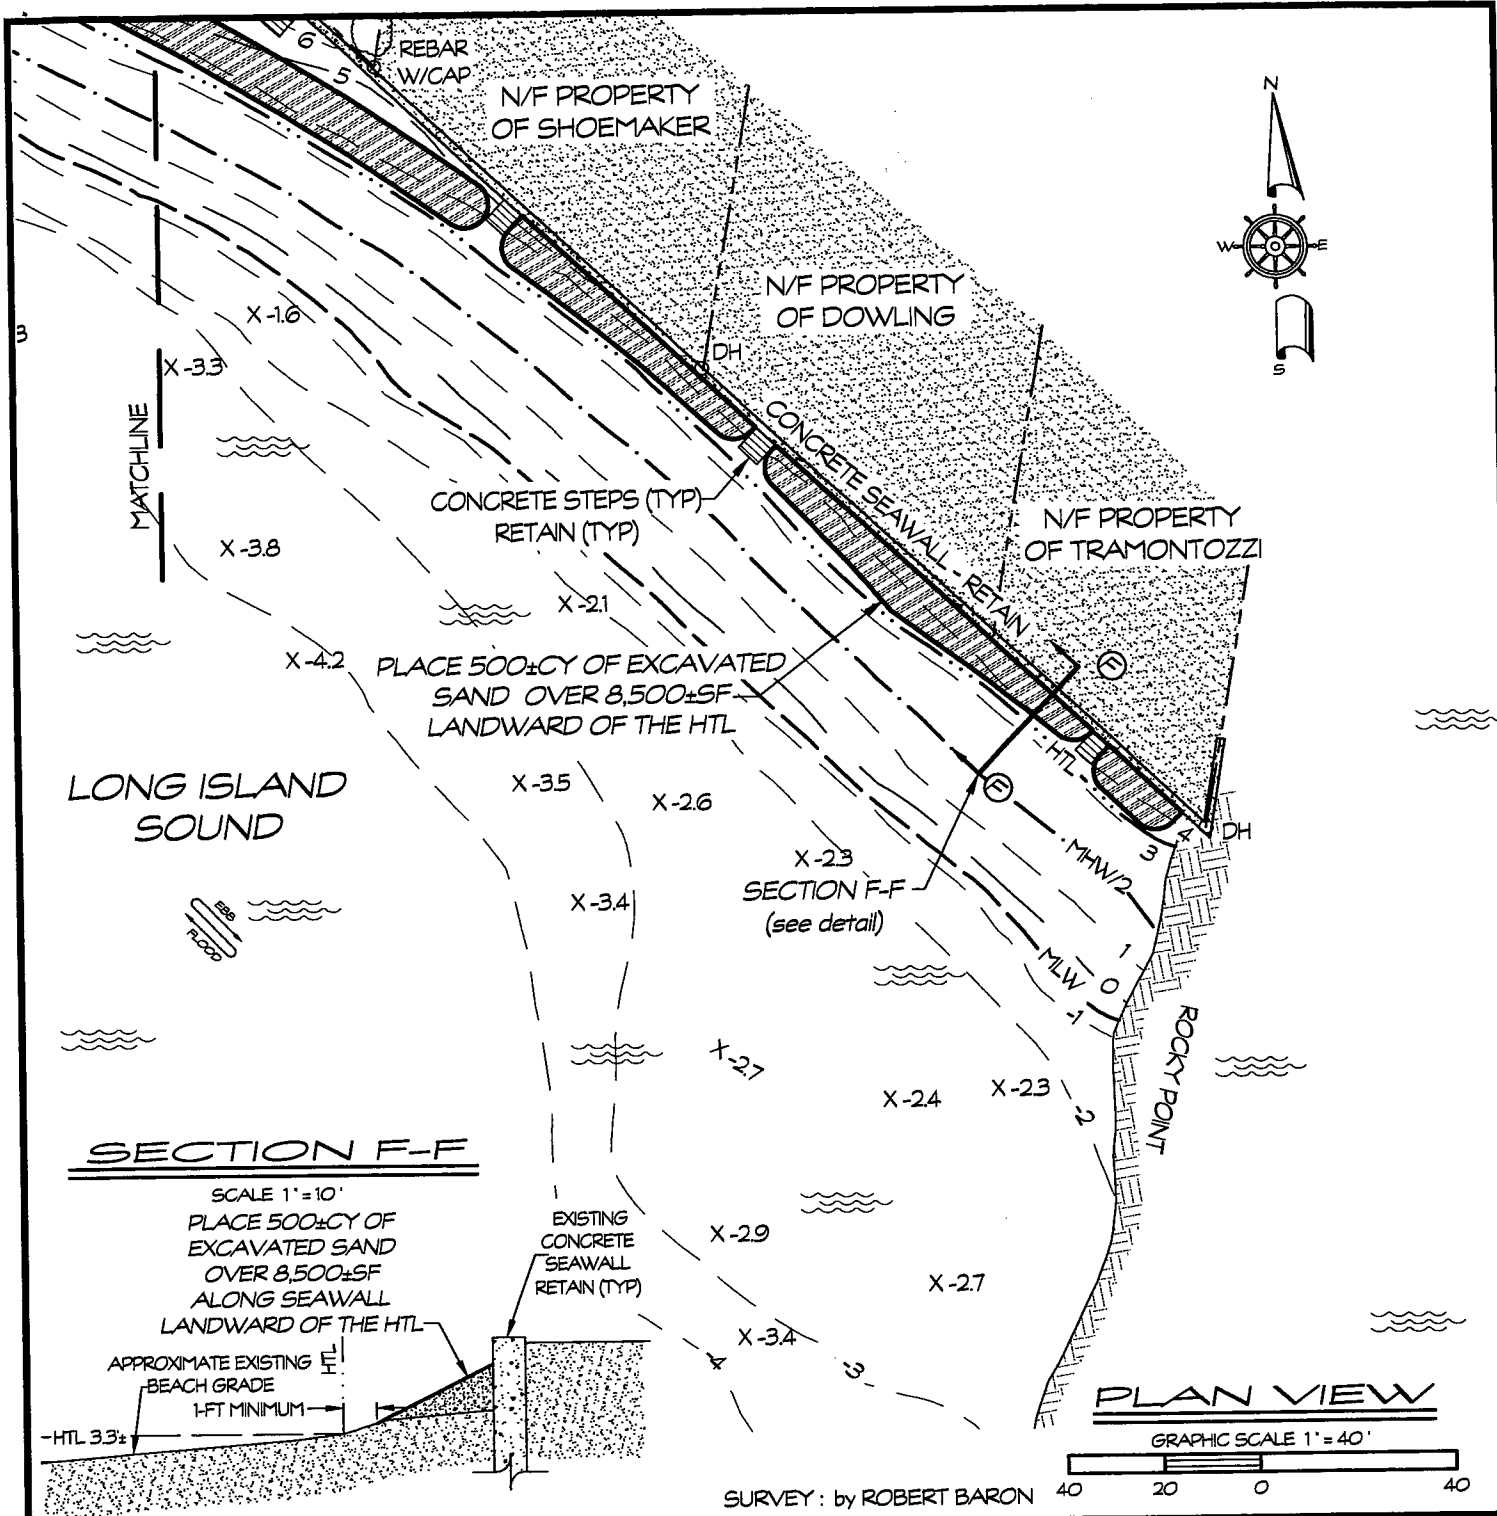 6
5
REBAR
W/CAP
N/F PROPERTY
OF SHOEMAKER
N
W
E
S
N/F PROPERTY
OF DOWLING
DH
X -1.6
X -3.3
MATCHLINE
CONCRETE SEAWALL - RETAIN
CONCRETE STEPS (TYP)
RETAIN (TYP)
N/F PROPERTY
OF TRAMONTOZZI
X -3.8
X -2.1
X -4.2
PLACE 500±CY OF EXCAVATED
SAND OVER 8,500±SF
LANDWARD OF THE HTL
F
F
HTL
LONG ISLAND
SOUND
X -3.5
X -2.6
X -2.3
SECTION F-F
(see detail)
4
DH
3
MHW/2
X -3.4
EBB
FLOOD
1
MLW
0
-1
ROCKY POINT
X -2.7
X -2.4
X -2.3
-2
X -2.9
X -2.7
X -3.4
-4
-3
SECTION F-F
SCALE 1" = 10'
PLACE 500±CY OF
EXCAVATED SAND
OVER 8,500±SF
ALONG SEAWALL
LANDWARD OF THE HTL
EXISTING
CONCRETE
SEAWALL
RETAIN (TYP)
APPROXIMATE EXISTING
BEACH GRADE
HTL
1-FT MINIMUM
HTL 3.3±
PLAN VIEW
GRAPHIC SCALE 1" = 40'
40 20 0 40
SURVEY : by ROBERT BARON